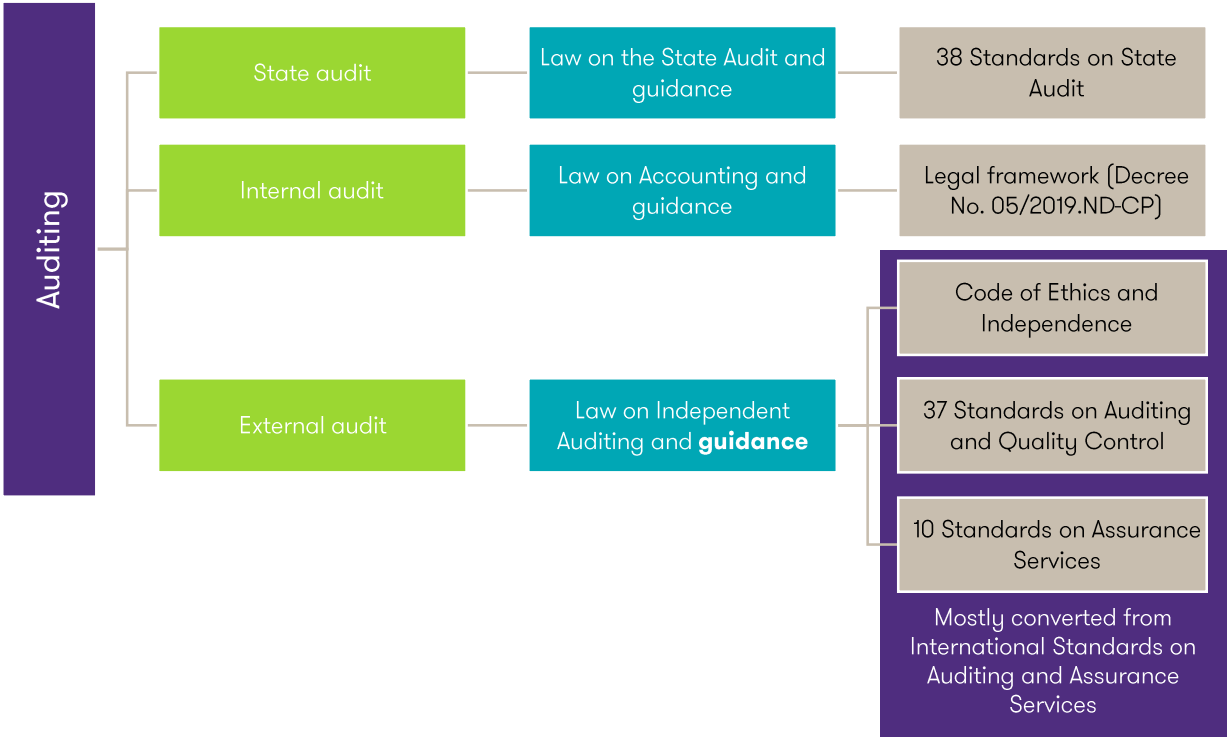 Auditing
State audit
Law on the State Audit and
guidance
38 Standards on State
Audit
Internal audit
Law on Accounting and
guidance
Legal framework (Decree
No. 05/2019.ND-CP)
External audit
Law on Independent
Auditing and guidance
Code of Ethics and
Independence
37 Standards on Auditing
and Quality Control
10 Standards on Assurance
Services
Mostly converted from
International Standards on
Auditing and Assurance
Services